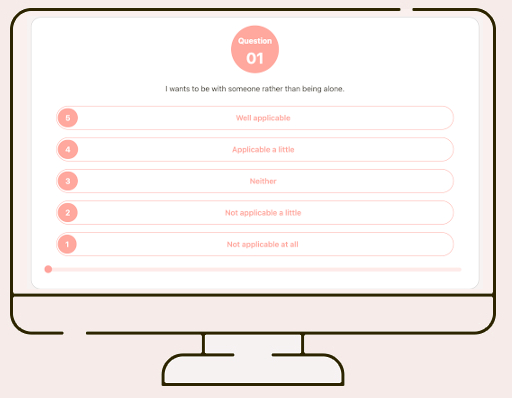 Question
01
I wants to be with someone rather than being alone.
5 Well applicable
4 Applicable a little
3 Neither
2 Not applicable a little
1 Not applicable at all